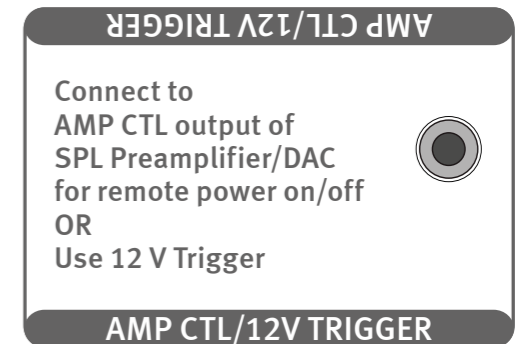 AMP CTL/12V TRIGGER
Connect to
AMP CTL output of
SPL Preamplifier/DAC
for remote power on/off
OR
Use 12 V Trigger
AMP CTL/12V TRIGGER